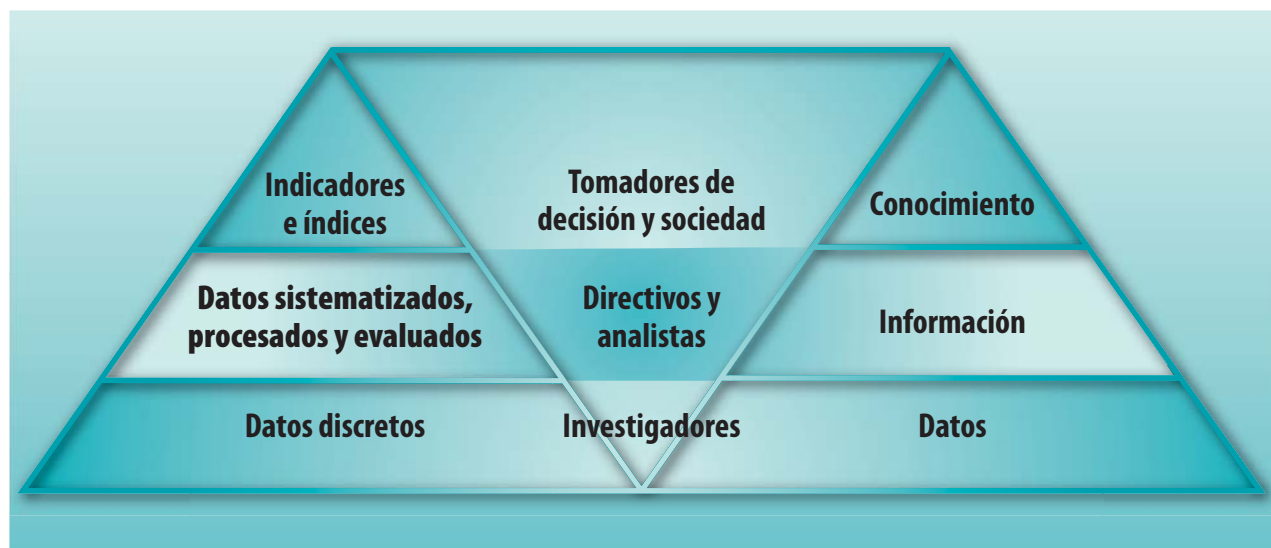 Indicadores
e índices
Tomadores de
decisión y sociedad
Conocimiento
Datos sistematizados,
procesados y evaluados
Directivos y
analistas
Información
Datos discretos
Investigadores
Datos